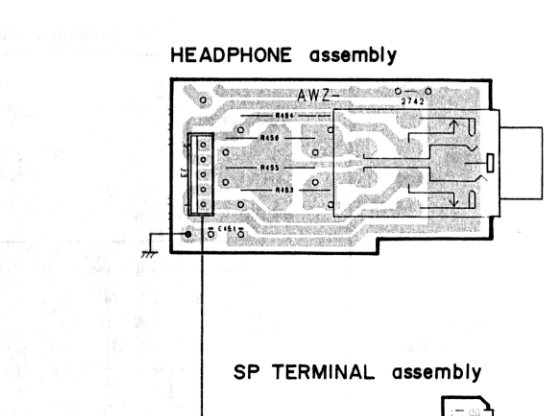 HEADPHONE assembly
AWZ-
2742
R454
R456
R455
R453
C451
SP TERMINAL assembly